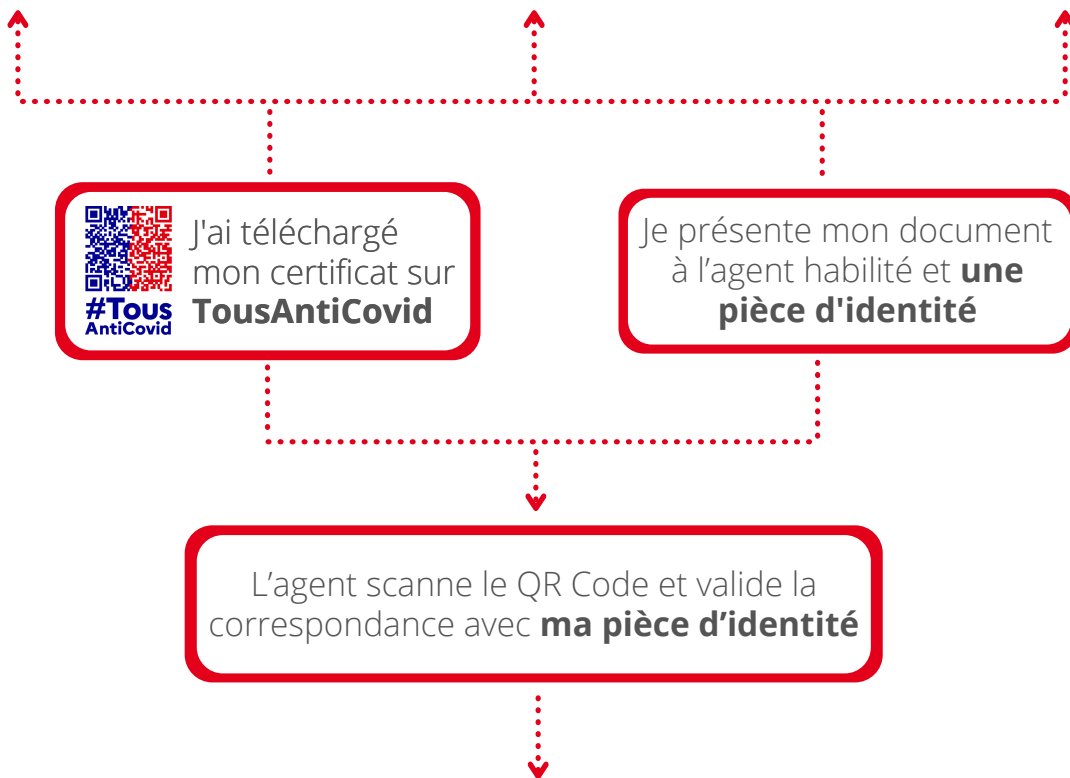 J'ai téléchargé
mon certificat sur
TousAntiCovid
#Tous
AntiCovid
Je présente mon document
à l’agent habilité et une
pièce d'identité
L’agent scanne le QR Code et valide la
correspondance avec ma pièce d’identité